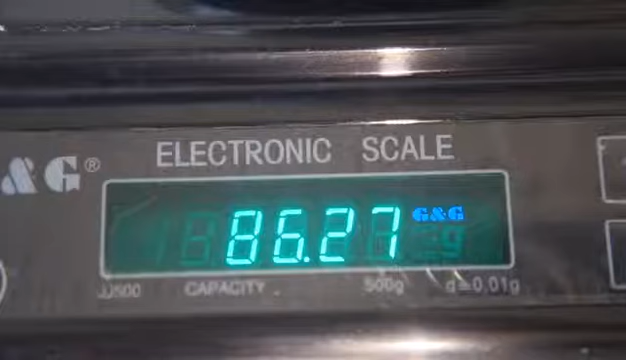 ELECTRONIC SCALE
&G®
86.27 G&G
g
JJ500 CAPACITY 500g d=0.01g